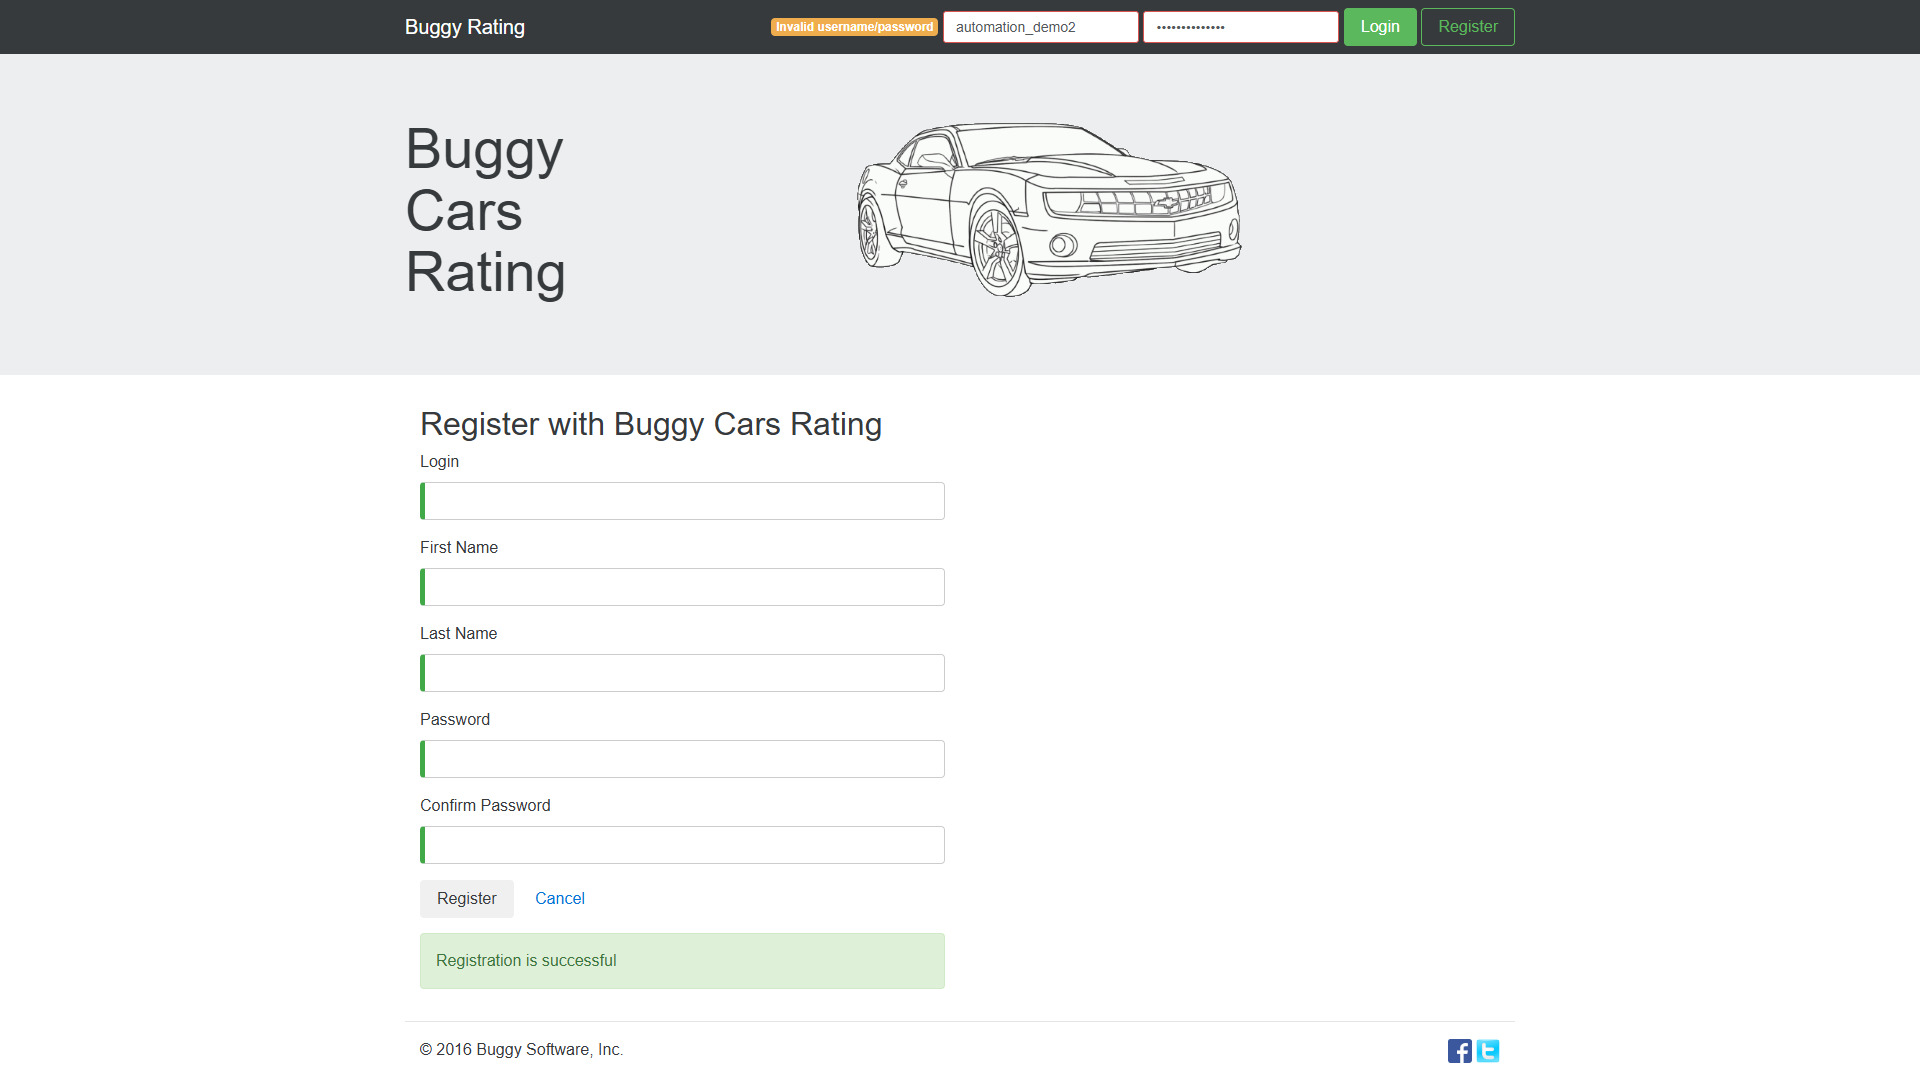 Buggy Rating
Invalid username/password
automation_demo2
••••••••••••••
Login
Register
Buggy
Cars
Rating
Register with Buggy Cars Rating
Login
First Name
Last Name
Password
Confirm Password
Register
Cancel
Registration is successful
© 2016 Buggy Software, Inc.